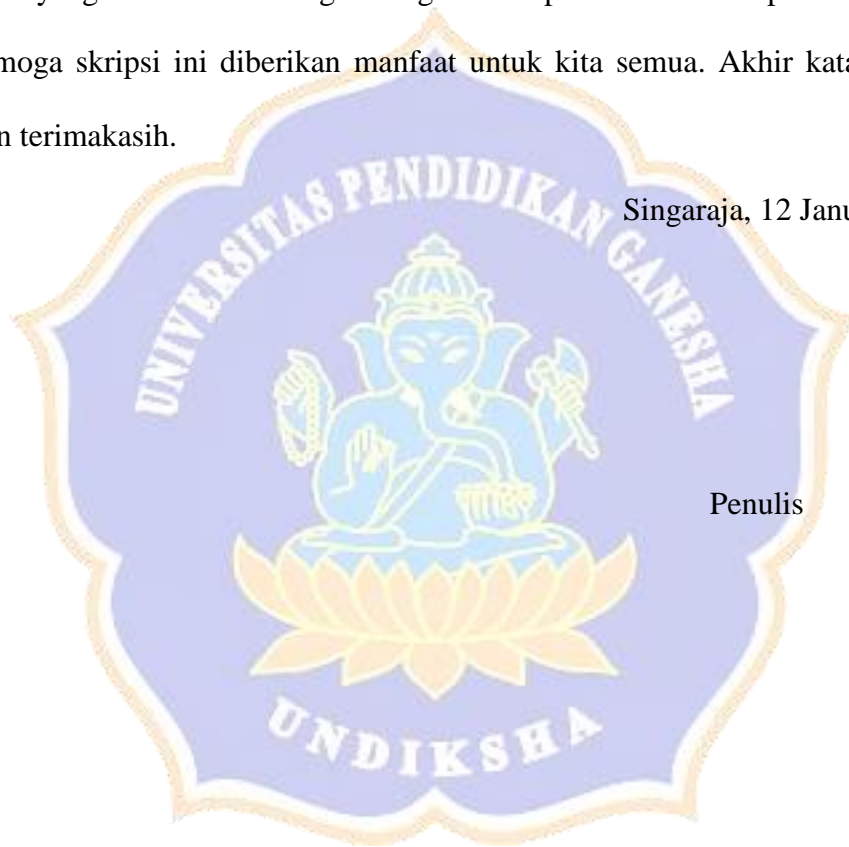 moga skripsi ini diberikan manfaat untuk kita semua. Akhir kata
n terimakasih.
Singaraja, 12 Janu
Penulis
UNIVERSITAS PENDIDIKAN GANESHA
UNDIKSHA